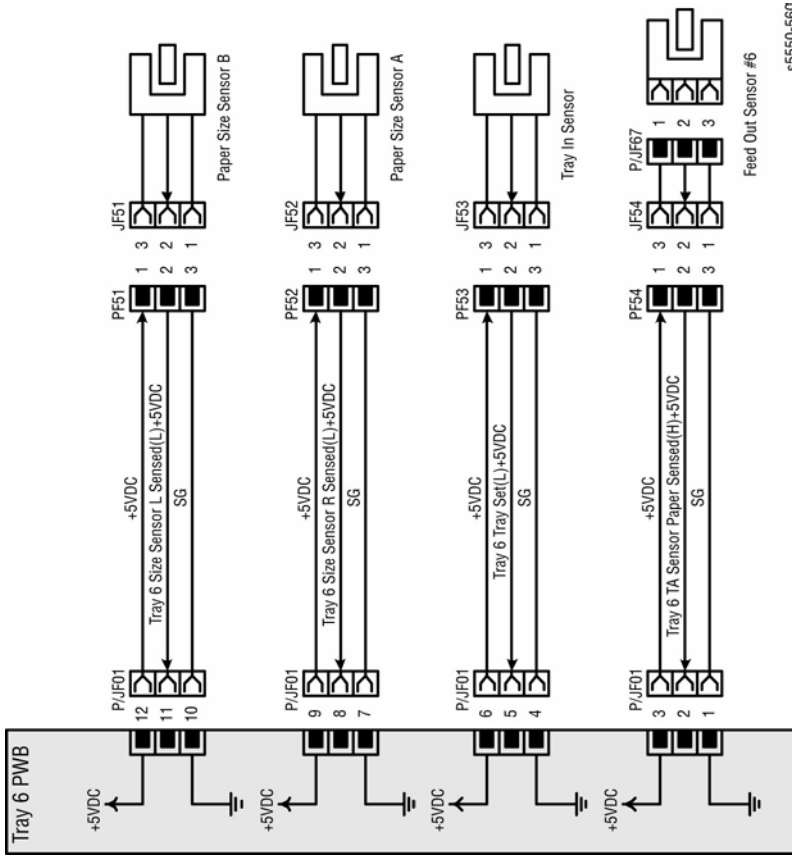 Tray 6 PWB
+5VDC
P/JF01
12
11
10
+5VDC
Tray 6 Size Sensor L Sensed(L)+5VDC
SG
PF51
1 3
2 2
3 1
JF51
Paper Size Sensor B
+5VDC
P/JF01
9
8
7
+5VDC
Tray 6 Size Sensor R Sensed(L)+5VDC
SG
PF52
1 3
2 2
3 1
JF52
Paper Size Sensor A
+5VDC
P/JF01
6
5
4
+5VDC
Tray 6 Tray Set(L)+5VDC
SG
PF53
1 3
2 2
3 1
JF53
Tray In Sensor
+5VDC
P/JF01
3
2
1
+5VDC
Tray 6 TA Sensor Paper Sensed(H)+5VDC
SG
PF54
1 3
2 2
3 1
JF54
P/JF67
1
2
3
Feed Out Sensor #6
s5550-560